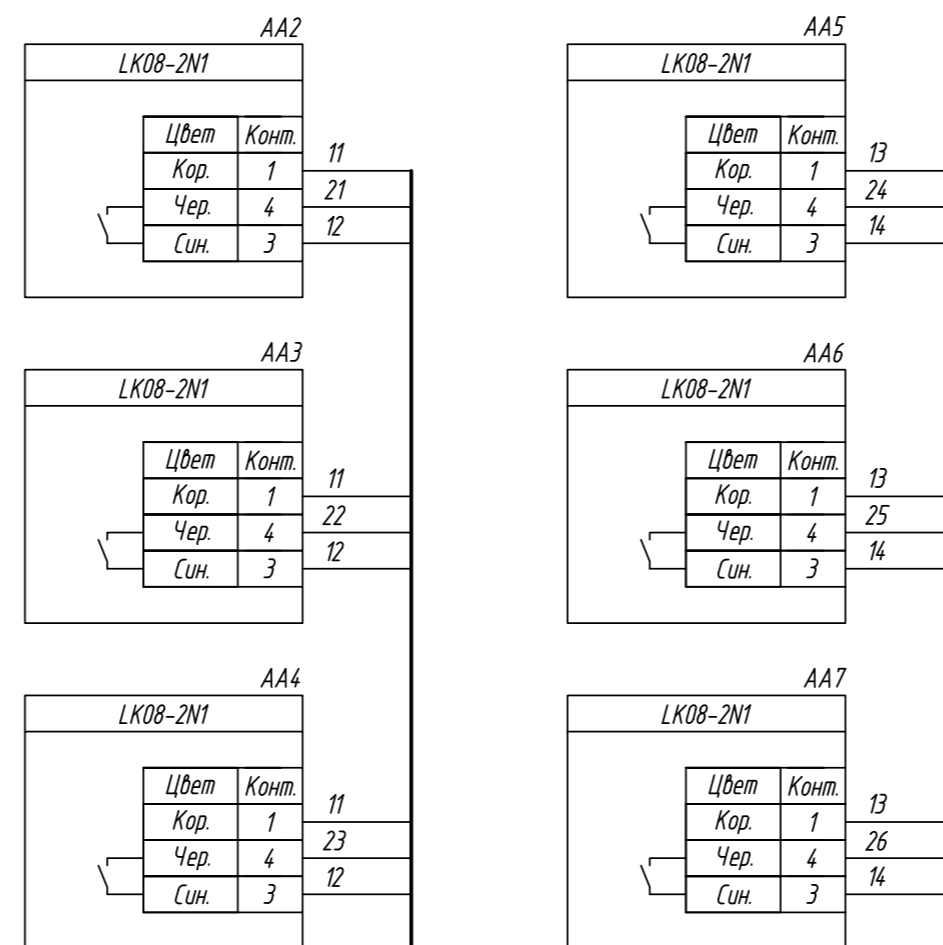 AA2
LK08-2N1
Цвет Конт.
Кор. 1 11
Чер. 4 21
Син. 3 12
AA3
LK08-2N1
Цвет Конт.
Кор. 1 11
Чер. 4 22
Син. 3 12
AA4
LK08-2N1
Цвет Конт.
Кор. 1 11
Чер. 4 23
Син. 3 12
AA5
LK08-2N1
Цвет Конт.
Кор. 1 13
Чер. 4 24
Син. 3 14
AA6
LK08-2N1
Цвет Конт.
Кор. 1 13
Чер. 4 25
Син. 3 14
AA7
LK08-2N1
Цвет Конт.
Кор. 1 13
Чер. 4 26
Син. 3 14